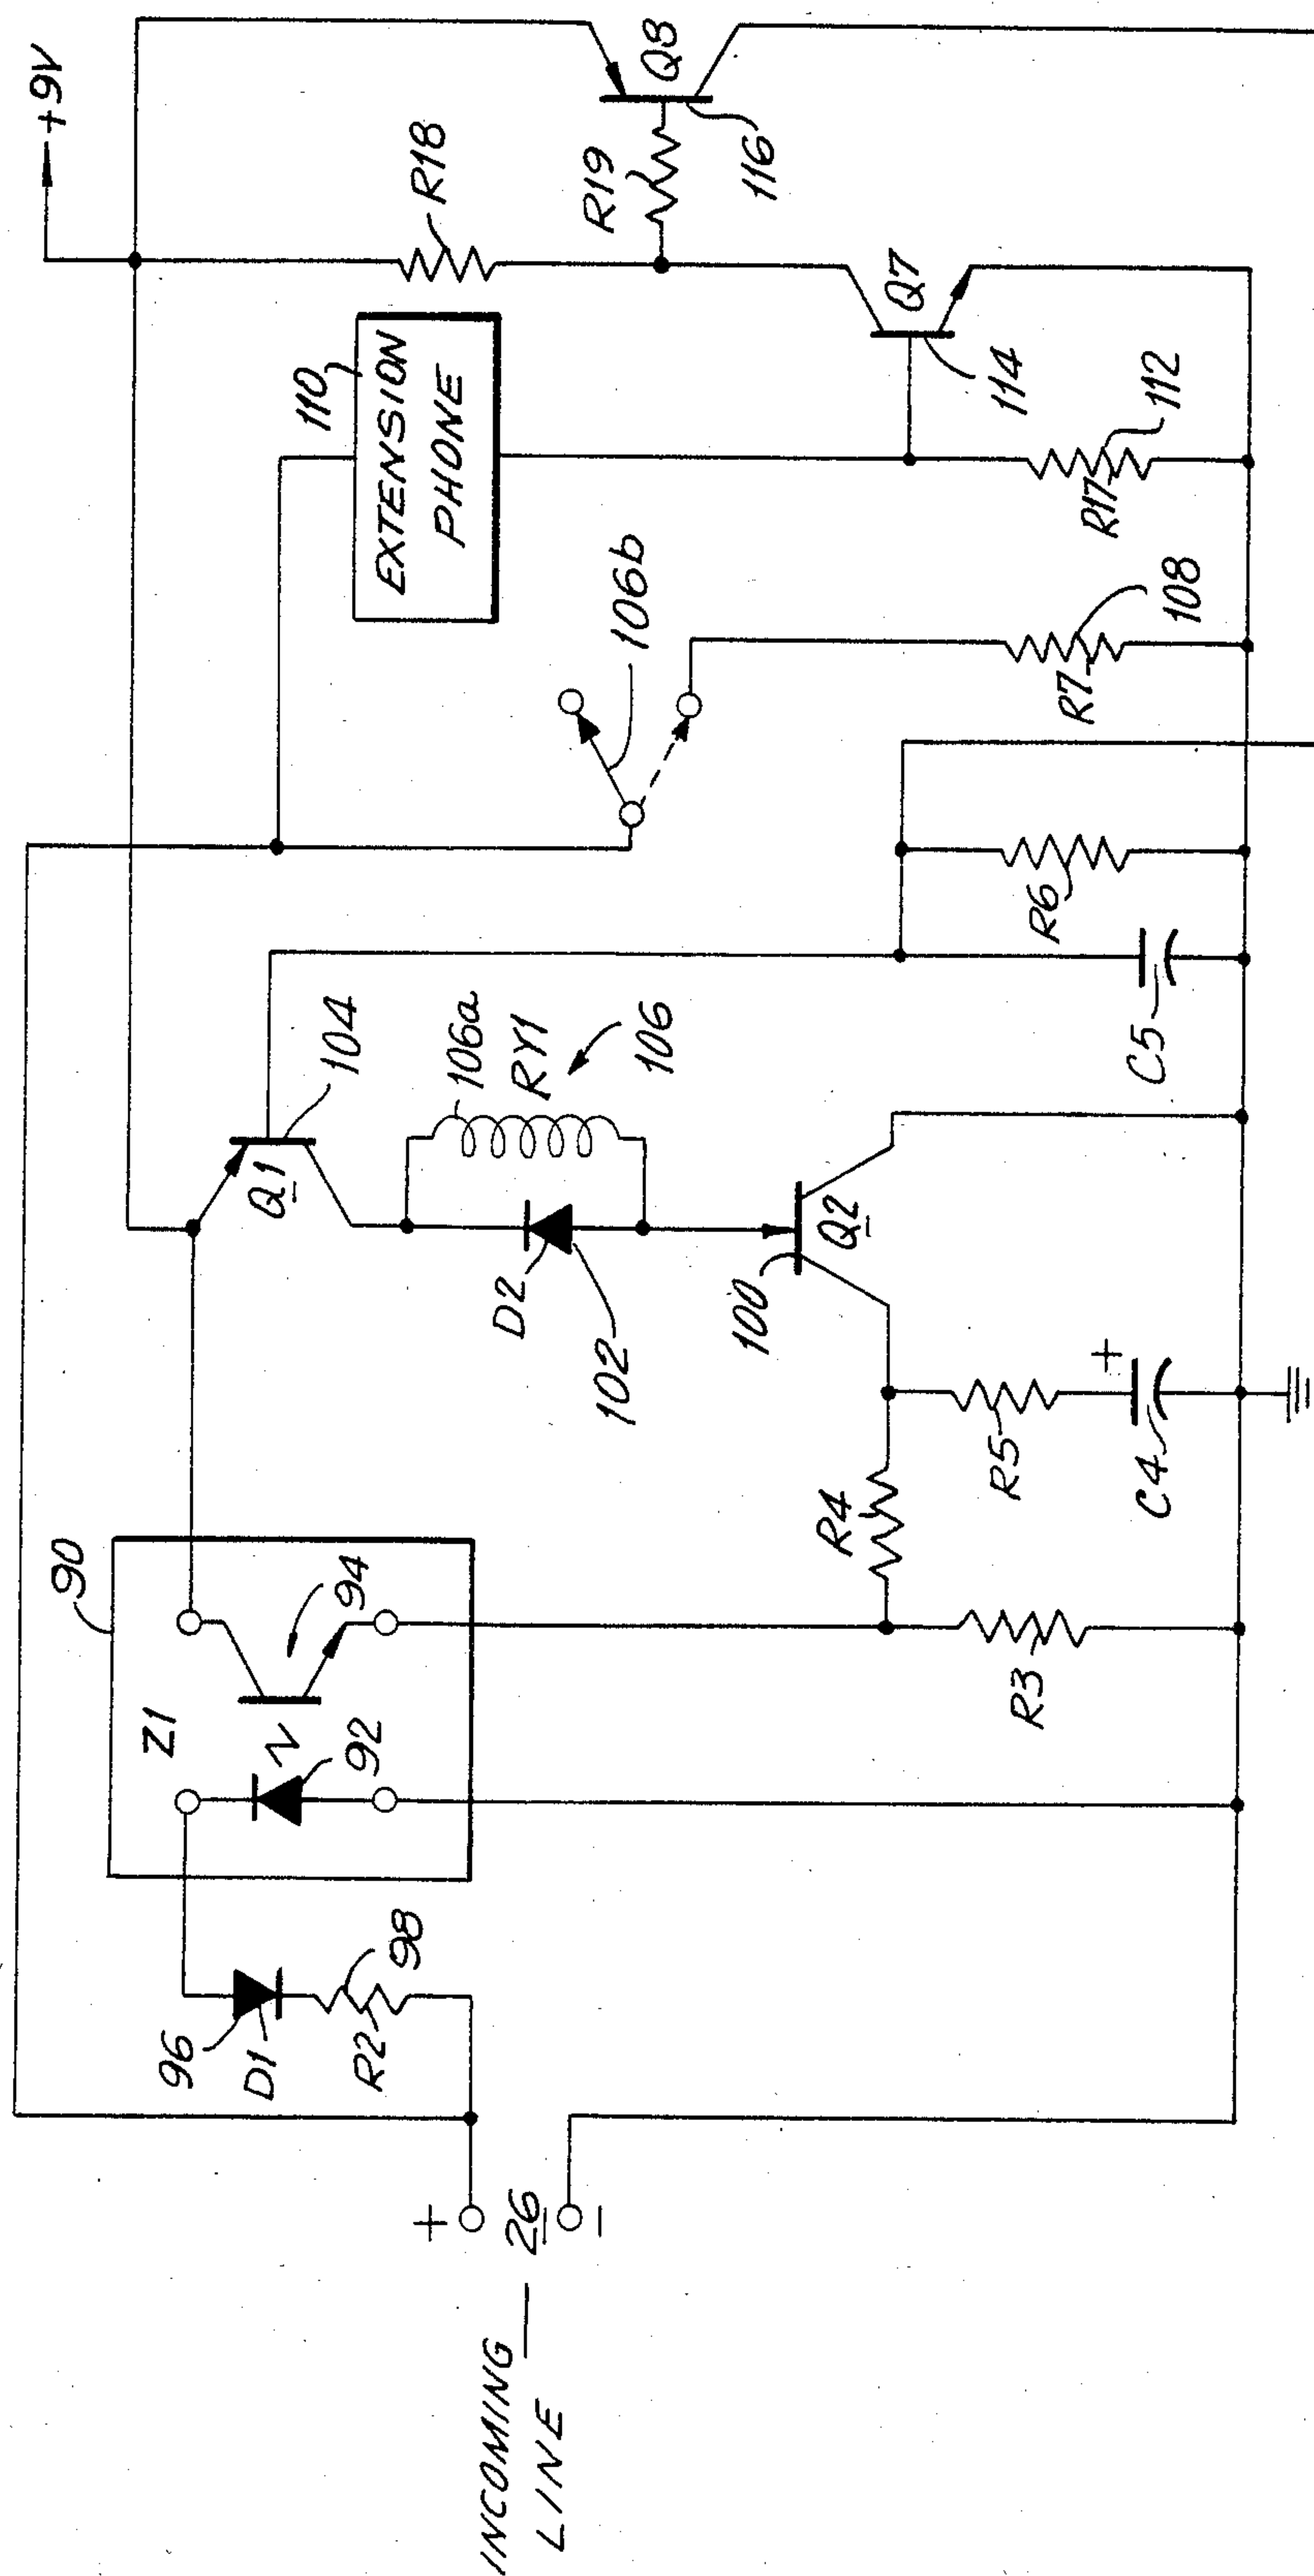 INCOMING
LINE
+
26
-
96
D1
R2
98
90
Z1
N
92
94
R3
R4
R5
+
C4
100
Q2
D2
102
Q1
104
106a
RY1
106
C5
R6
106b
R7
108
110
EXTENSION
PHONE
R17
112
114
Q7
R18
R19
116
Q8
+9V